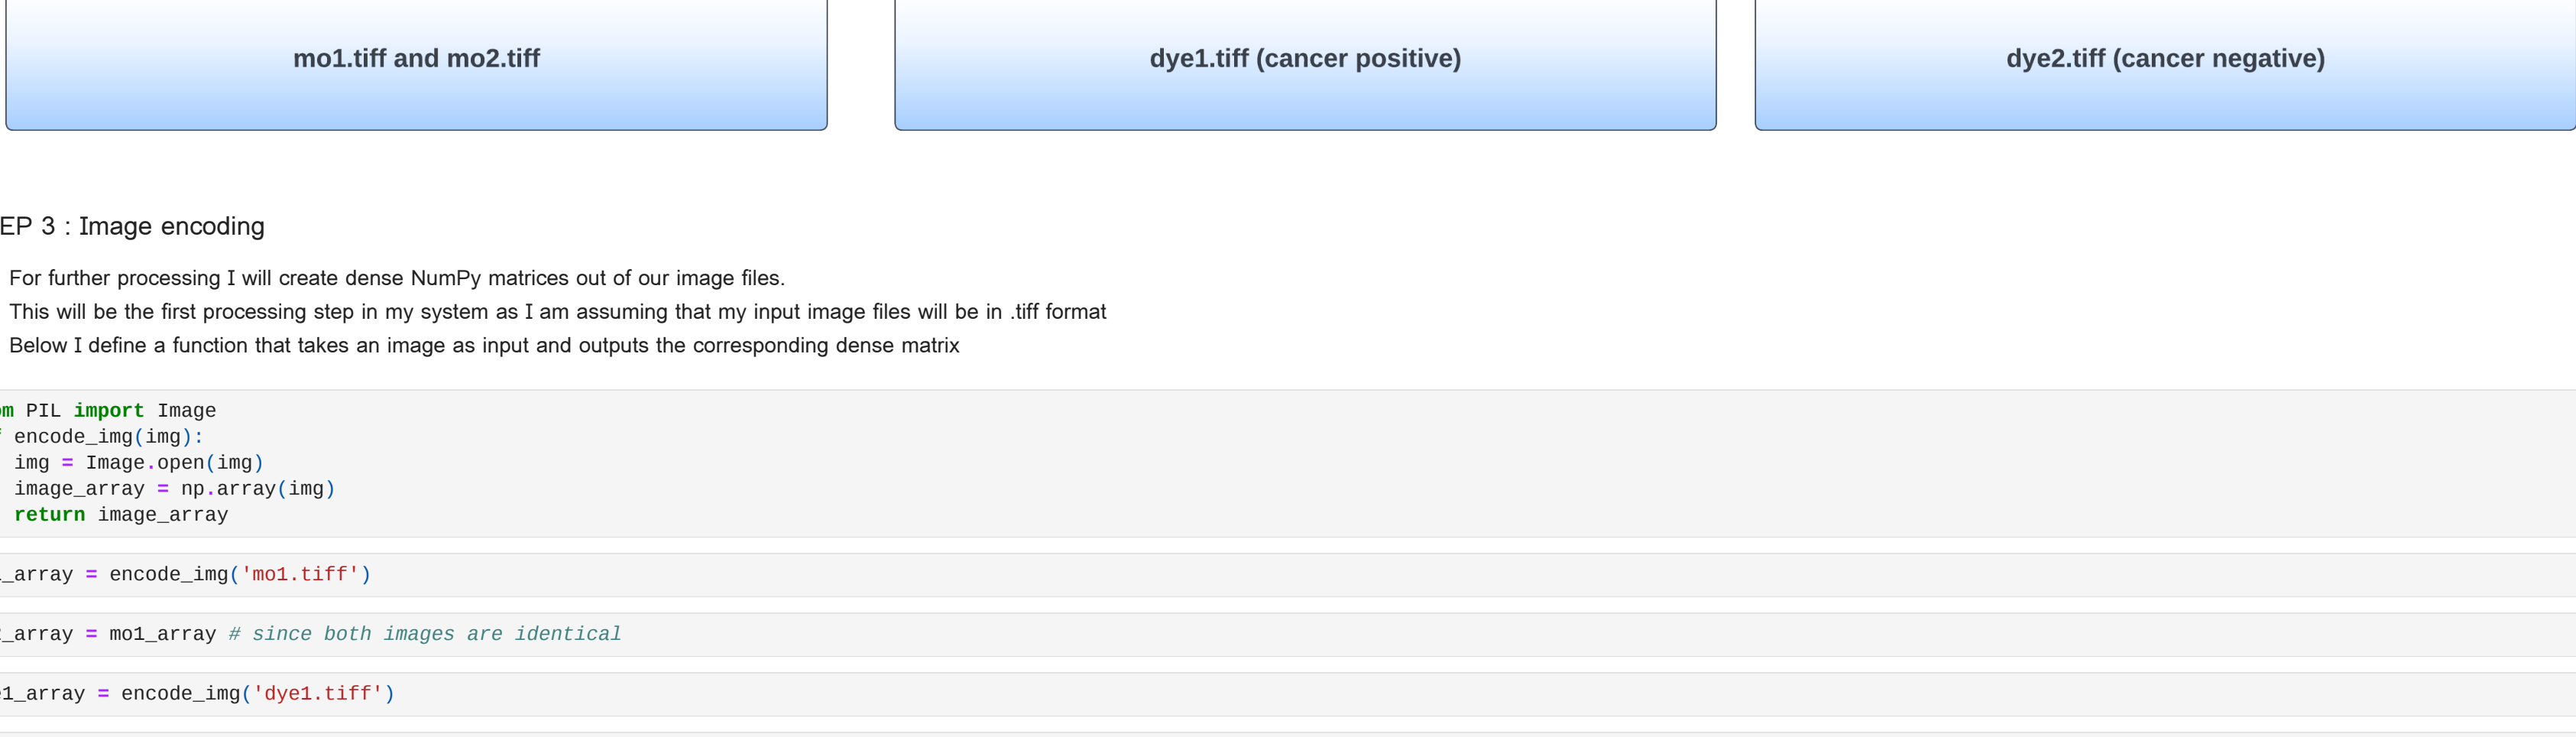 mo1.tiff and mo2.tiff
dye1.tiff (cancer positive)
dye2.tiff (cancer negative)
EP 3 : Image encoding
For further processing I will create dense NumPy matrices out of our image files.
This will be the first processing step in my system as I am assuming that my input image files will be in .tiff format
Below I define a function that takes an image as input and outputs the corresponding dense matrix
om PIL import Image
encode_img(img):
img = Image.open(img)
image_array = np.array(img)
return image_array
_array = encode_img('mo1.tiff')
_array = mo1_array # since both images are identical
1_array = encode_img('dye1.tiff')